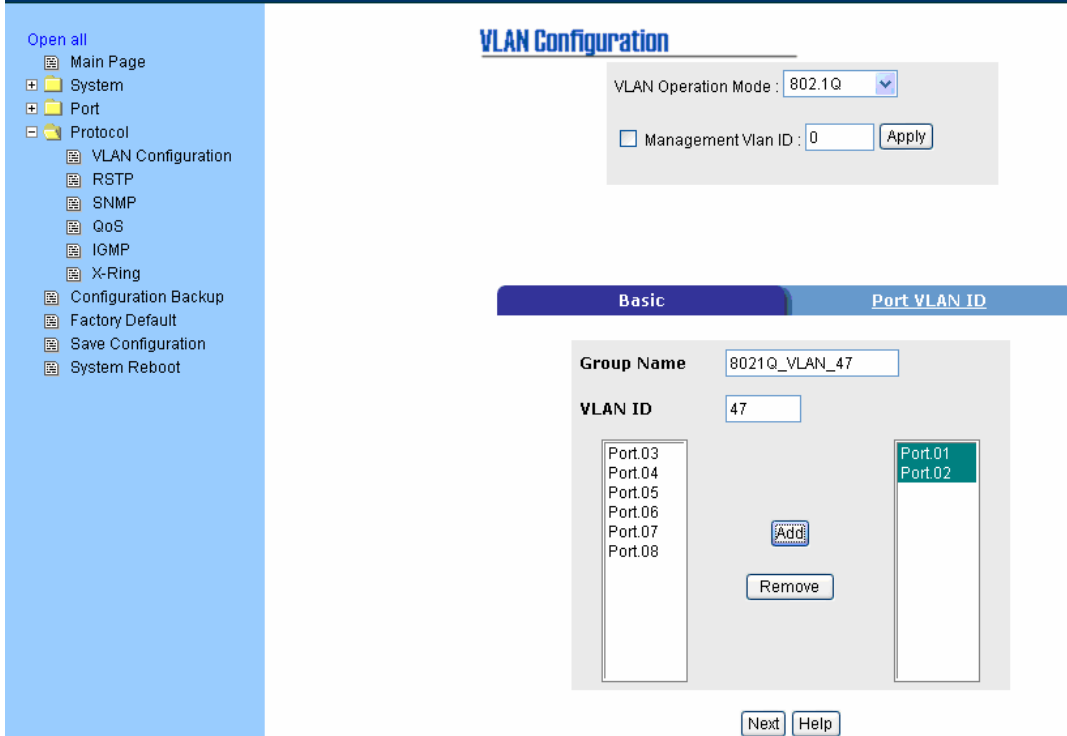 Open all
Main Page
System
Port
Protocol
VLAN Configuration
RSTP
SNMP
QoS
IGMP
X-Ring
Configuration Backup
Factory Default
Save Configuration
System Reboot
VLAN Configuration
VLAN Operation Mode : 802.1Q
Management Vlan ID : 0 Apply
Basic Port VLAN ID
Group Name 8021Q_VLAN_47
VLAN ID 47
Port.03
Port.04
Port.05
Port.06
Port.07
Port.08
Add
Remove
Port.01
Port.02
Next Help